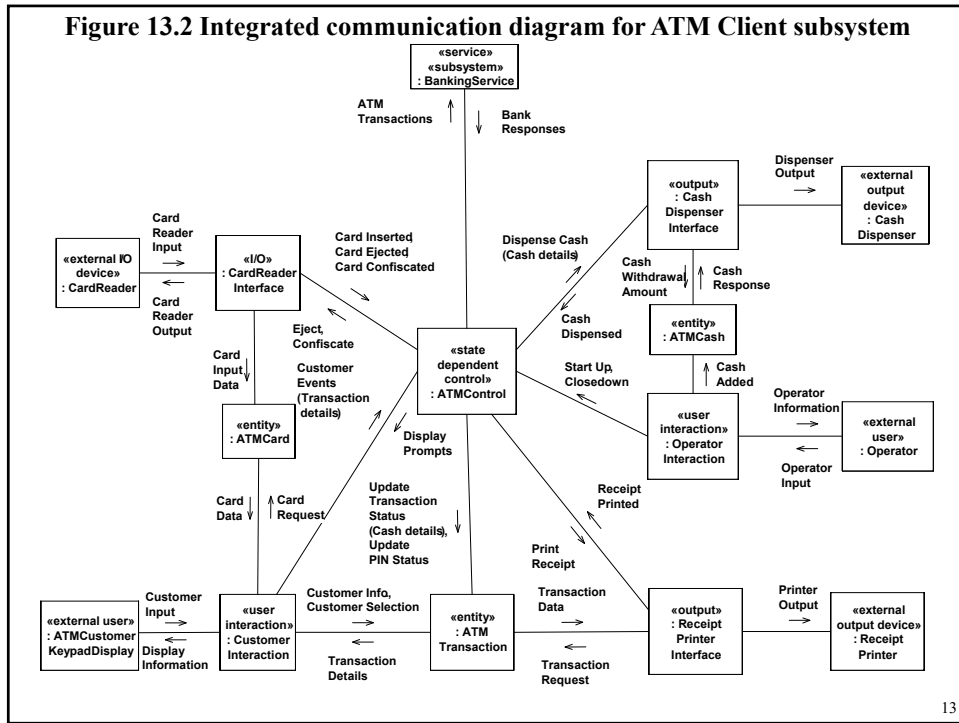 Figure 13.2 Integrated communication diagram for ATM Client subsystem
«service»
«subsystem»
: BankingService
ATM
Transactions
Bank
Responses
Dispenser
Output
«output»
: Cash
Dispenser
Interface
«external
output
device»
: Cash
Dispenser
Card
Reader
Input
Card Inserted,
Card Ejected,
Card Confiscated
Dispense Cash
(Cash details)
«external I/O
device»
: CardReader
«I/O»
: CardReader
Interface
Cash
Withdrawal
Amount
Cash
Response
Card
Reader
Output
Eject,
Confiscate
Cash
Dispensed
«entity»
: ATMCash
«state
dependent
control»
: ATMControl
Card
Input
Data
Customer
Events
(Transaction
details)
Start Up,
Closedown
Cash
Added
«entity»
: ATMCard
Display
Prompts
«user
interaction»
: Operator
Interaction
Operator
Information
«external
user»
: Operator
Operator
Input
Card
Data
Card
Request
Update
Transaction
Status
(Cash details),
Update
PIN Status
Receipt
Printed
Print
Receipt
Customer
Input
Customer Info,
Customer Selection
Transaction
Data
Printer
Output
«external user»
: ATMCustomer
KeypadDisplay
Display
Information
«user
interaction»
: Customer
Interaction
«entity»
: ATM
Transaction
«output»
: Receipt
Printer
Interface
«external
output device»
: Receipt
Printer
Transaction
Details
Transaction
Request
13